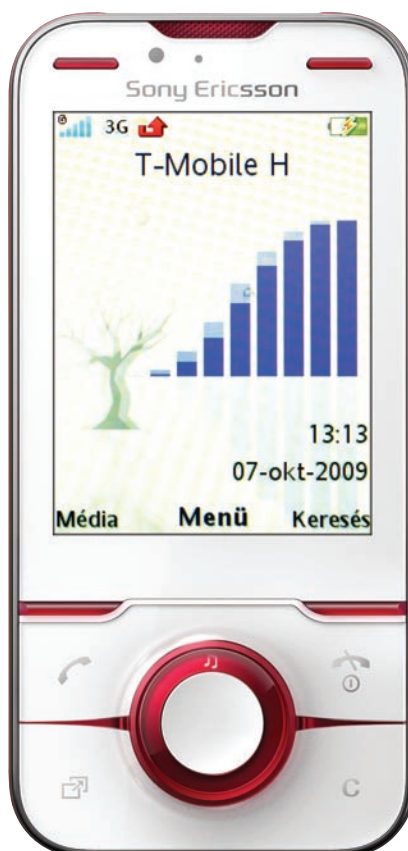 Sony Ericsson
3G
T-Mobile H
13:13
07-okt-2009
Média Menü Keresés
C